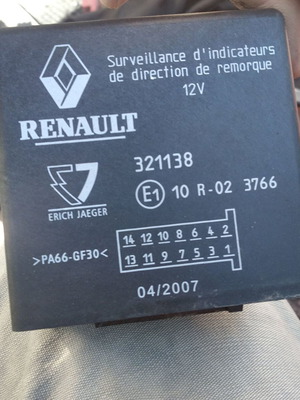 Surveillance d'indicateurs
de direction de remorque
12V
RENAULT
321138
E1 10 R-02 3766
ERICH JAEGER
14 12 10 8 6 4 2
>PA66-GF30<
13 11 9 7 5 3 1
04/2007